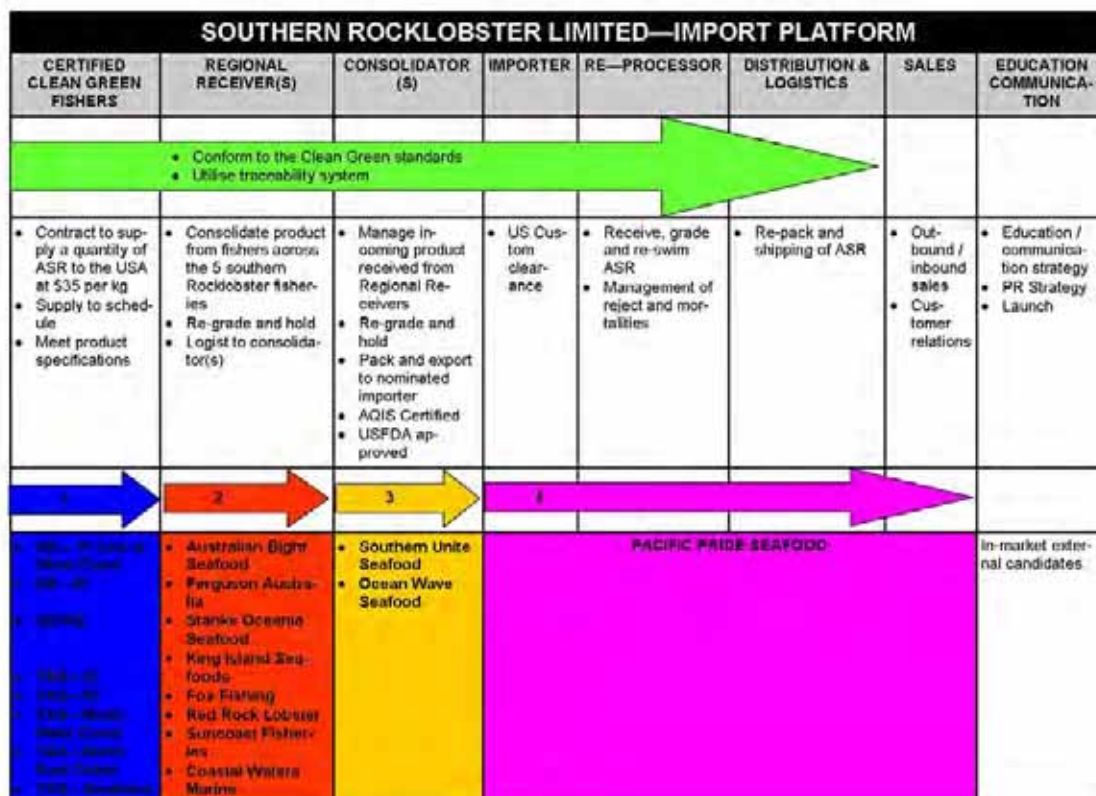 SOUTHERN ROCKLOBSTER LIMITED—IMPORT PLATFORM
CERTIFIED
CLEAN GREEN
FISHERS
REGIONAL
RECEIVER(S)
CONSOLIDATOR
(S)
IMPORTER
RE—PROCESSOR
DISTRIBUTION &
LOGISTICS
SALES
EDUCATION
COMMUNICA-
TION
• Conform to the Clean Green standards
• Utilise traceability system
• Contract to sup-
ply a quantity of
ASR to the USA
at $35 per kg
• Supply to sched-
ule
• Meet product
specifications
• Consolidate product
from fishers across
the 5 southern
Rocklobster fisher-
ies
• Re-grade and hold
• Logist to consolida-
tor(s)
• Manage in-
coming product
received from
Regional Re-
ceivers
• Re-grade and
hold
• Pack and export
to nominated
importer
• AQIS Certified
• USFDA ap-
proved
• US Cus-
tom
clear-
ance
• Receive, grade
and re-swim
ASR
• Management of
reject and mor-
talities
• Re-pack and
shipping of ASR
• Out-
bound /
inbound
sales
• Cus-
tomer
relations
• Education /
communica-
tion strategy
• PR Strategy
• Launch
1
2
3
4
• Australian Bight
Seafood
• Ferguson Austra-
lia
• Stanke Oceania
Seafood
• King Island Sea-
foods
• Fox Fishing
• Red Rock Lobster
• Suncoast Fisher-
ies
• Coastal Waters
Marine
• Southern Unite
Seafood
• Ocean Wave
Seafood
PACIFIC PRIDE SEAFOOD
In-market exter-
nal candidates